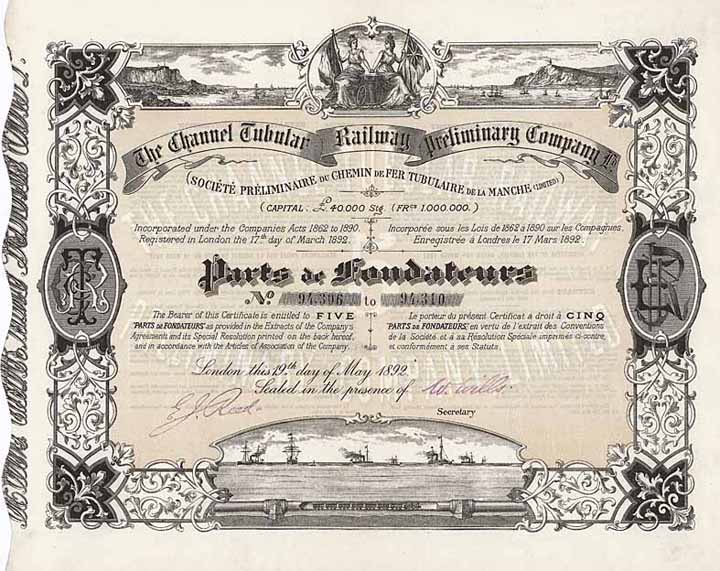 The Channel Tubular Railway Preliminary Company Ld.
(SOCIÉTÉ PRÉLIMINAIRE DU CHEMIN DE FER TUBULAIRE DE LA MANCHE (LIMITED)
(CAPITAL: £40.000 Stg. (FRCS 1.000.000.)
Incorporated under the Companies Acts 1862 to 1890.
Registered in London the 17th day of March 1892.
Incorporée sous les Lois de 1862 à 1890 sur les Compagnies.
Enregistrée à Londres le 17 Mars 1892.
Parts de Fondateurs
No. 94,306 to 94,310
The Bearer of this Certificate is entitled to FIVE
"PARTS DE FONDATEURS" as provided in the Extracts of the Company's
Agreements and its Special Resolution printed on the back hereof,
and in accordance with the Articles of Association of the Company.
Le porteur du présent Certificat a droit à CINQ
"PARTS DE FONDATEURS", en vertu de l'extrait des Conventions
de la Société et à sa Résolution Spéciale imprimés ci-contre,
et conformément à ses Statuts.
London this 19th day of May 1892.
Sealed in the presence of W. Wills.
E. J. Reed.
Secretary